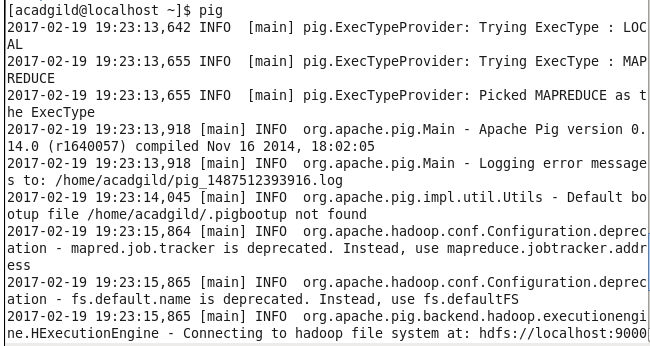 [acadgild@localhost ~]$ pig
2017-02-19 19:23:13,642 INFO  [main] pig.ExecTypeProvider: Trying ExecType : LOC
AL
2017-02-19 19:23:13,655 INFO  [main] pig.ExecTypeProvider: Trying ExecType : MAP
REDUCE
2017-02-19 19:23:13,655 INFO  [main] pig.ExecTypeProvider: Picked MAPREDUCE as t
he ExecType
2017-02-19 19:23:13,918 [main] INFO  org.apache.pig.Main - Apache Pig version 0.
14.0 (r1640057) compiled Nov 16 2014, 18:02:05
2017-02-19 19:23:13,918 [main] INFO  org.apache.pig.Main - Logging error message
s to: /home/acadgild/pig_1487512393916.log
2017-02-19 19:23:14,045 [main] INFO  org.apache.pig.impl.util.Utils - Default bo
otup file /home/acadgild/.pigbootup not found
2017-02-19 19:23:15,864 [main] INFO  org.apache.hadoop.conf.Configuration.deprec
ation - mapred.job.tracker is deprecated. Instead, use mapreduce.jobtracker.addr
ess
2017-02-19 19:23:15,865 [main] INFO  org.apache.hadoop.conf.Configuration.deprec
ation - fs.default.name is deprecated. Instead, use fs.defaultFS
2017-02-19 19:23:15,865 [main] INFO  org.apache.pig.backend.hadoop.executionengi
ne.HExecutionEngine - Connecting to hadoop file system at: hdfs://localhost:9000